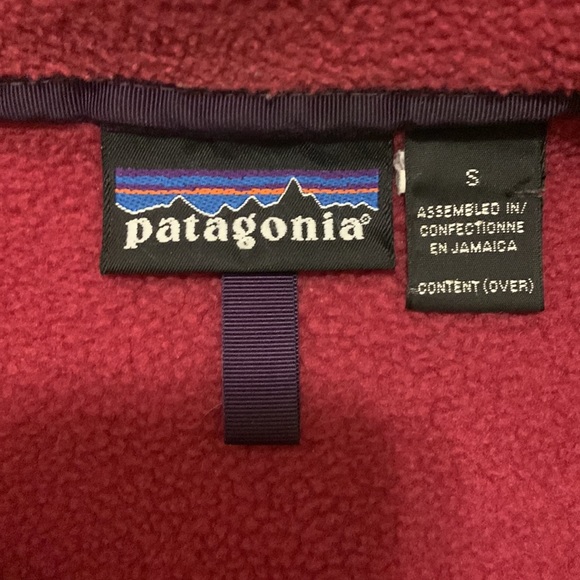 patagonia®
S
ASSEMBLED IN/
CONFECTIONNE
EN JAMAICA
CONTENT (OVER)